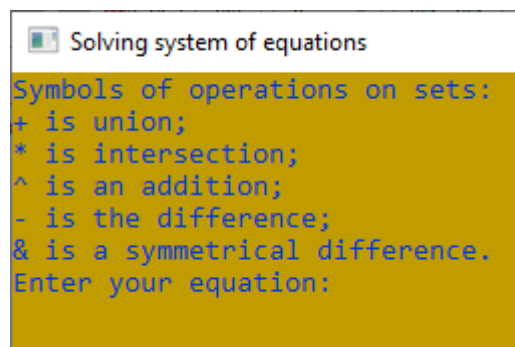 Solving system of equations
Symbols of operations on sets:
+ is union;
* is intersection;
^ is an addition;
- is the difference;
& is a symmetrical difference.
Enter your equation: